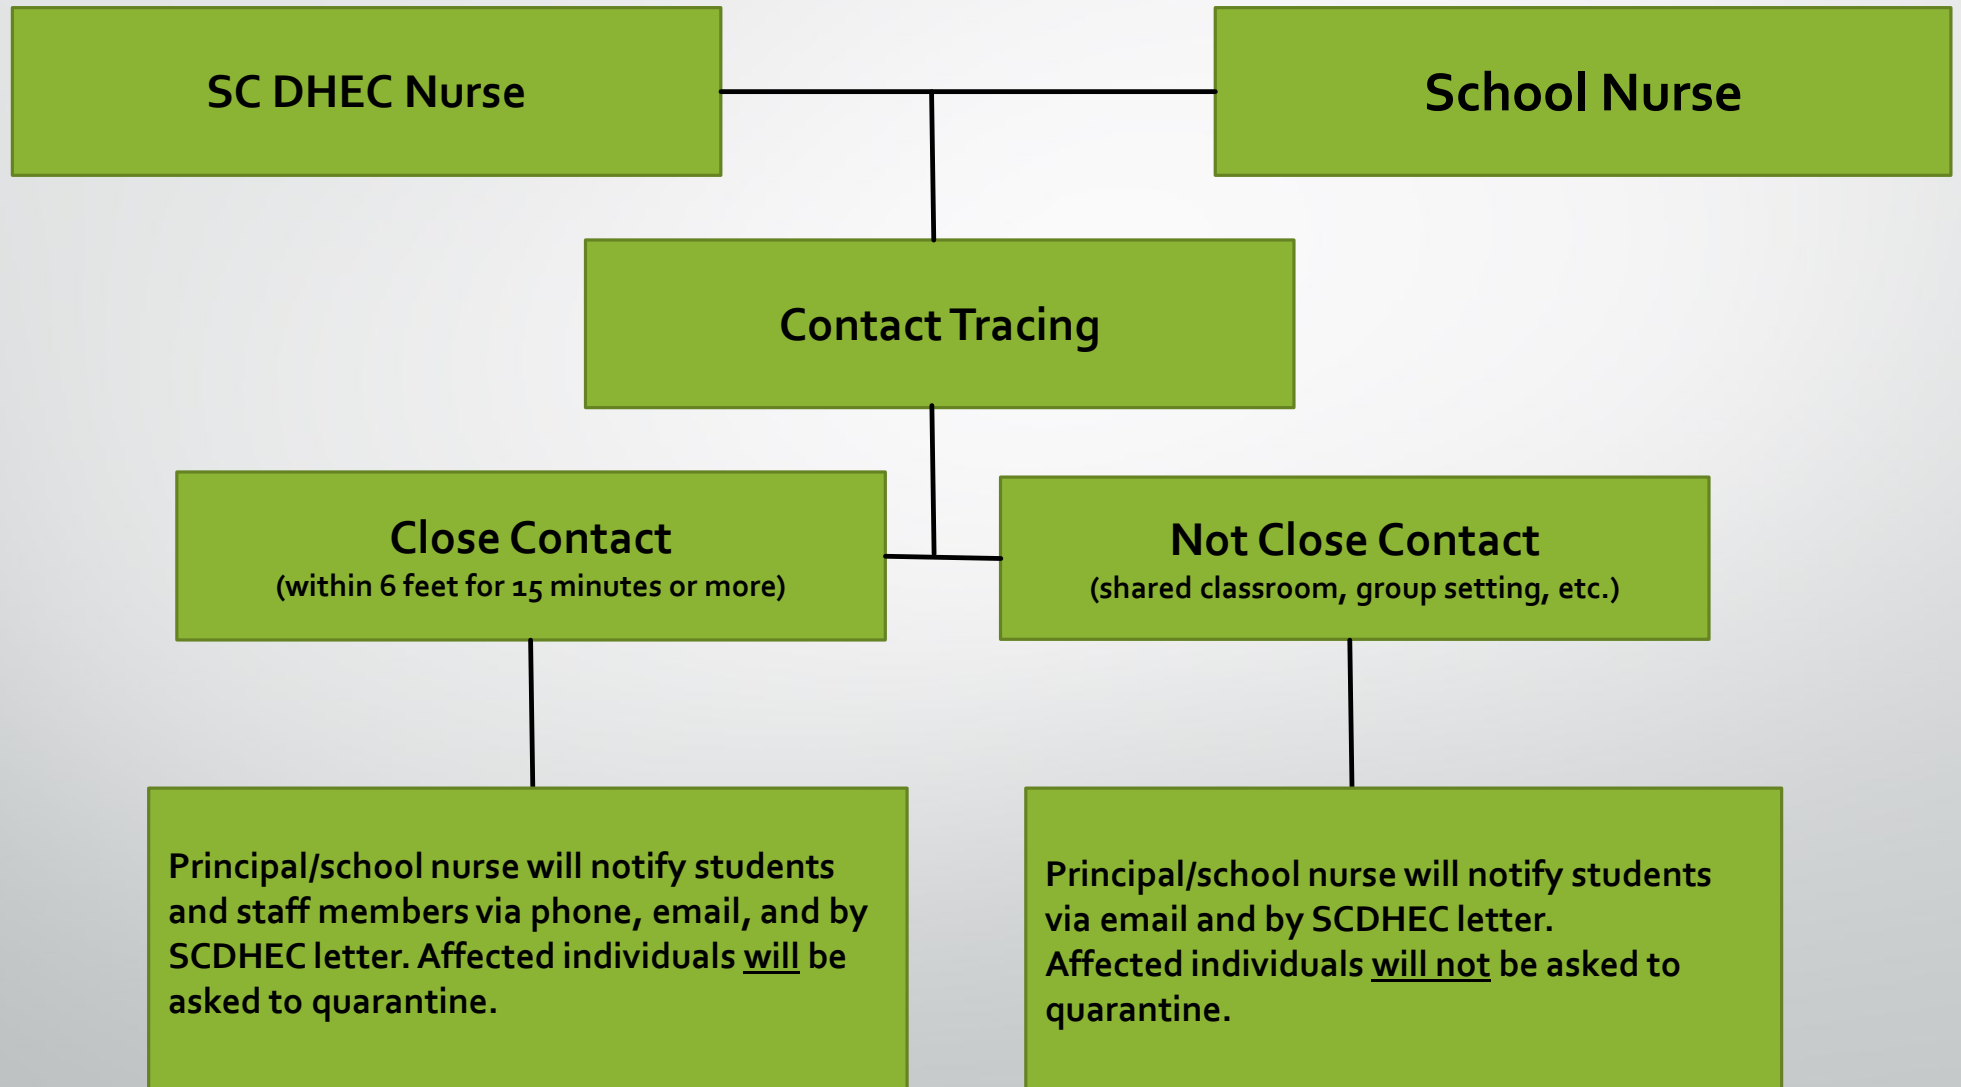 SC DHEC Nurse
School Nurse
Contact Tracing
Close Contact
(within 6 feet for 15 minutes or more)
Not Close Contact
(shared classroom, group setting, etc.)
Principal/school nurse will notify students
and staff members via phone, email, and by
SCDHEC letter. Affected individuals will be
asked to quarantine.
Principal/school nurse will notify students
via email and by SCDHEC letter.
Affected individuals will not be asked to
quarantine.